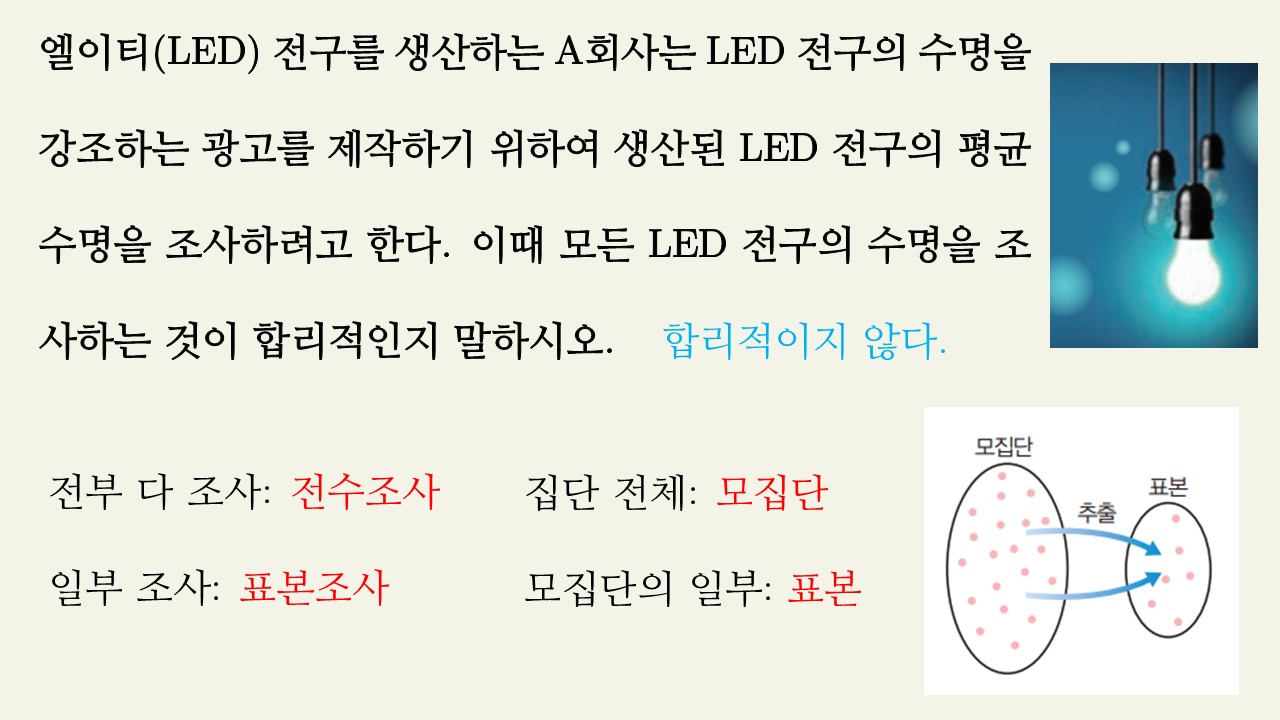 엘이티(LED) 전구를 생산하는 A회사는 LED 전구의 수명을
강조하는 광고를 제작하기 위하여 생산된 LED 전구의 평균
수명을 조사하려고 한다. 이때 모든 LED 전구의 수명을 조
사하는 것이 합리적인지 말하시오. 합리적이지 않다.
전부 다 조사: 전수조사 집단 전체: 모집단
일부 조사: 표본조사 모집단의 일부: 표본
모집단
표본
추출